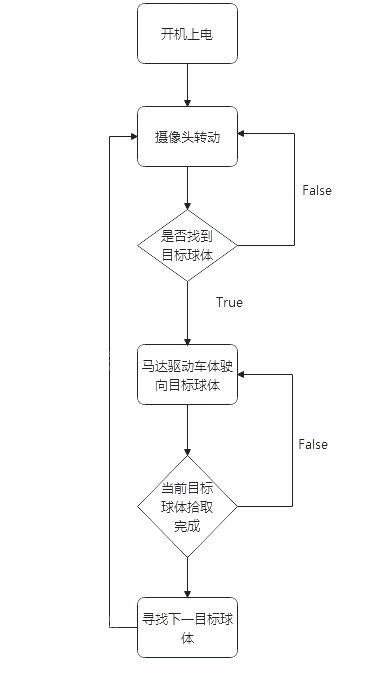 开机上电
摄像头转动
False
是否找到
目标球体
True
马达驱动车体驶
向目标球体
False
当前目标
球体拾取
完成
寻找下一目标球
体